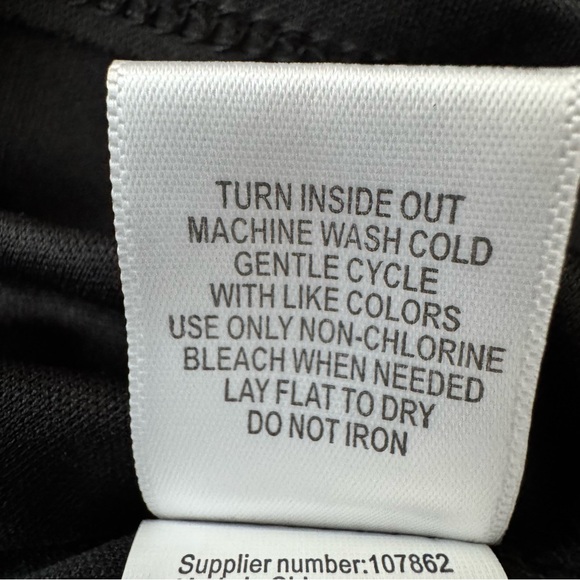 TURN INSIDE OUT
MACHINE WASH COLD
GENTLE CYCLE
WITH LIKE COLORS
USE ONLY NON-CHLORINE
BLEACH WHEN NEEDED
LAY FLAT TO DRY
DO NOT IRON
Supplier number:107862